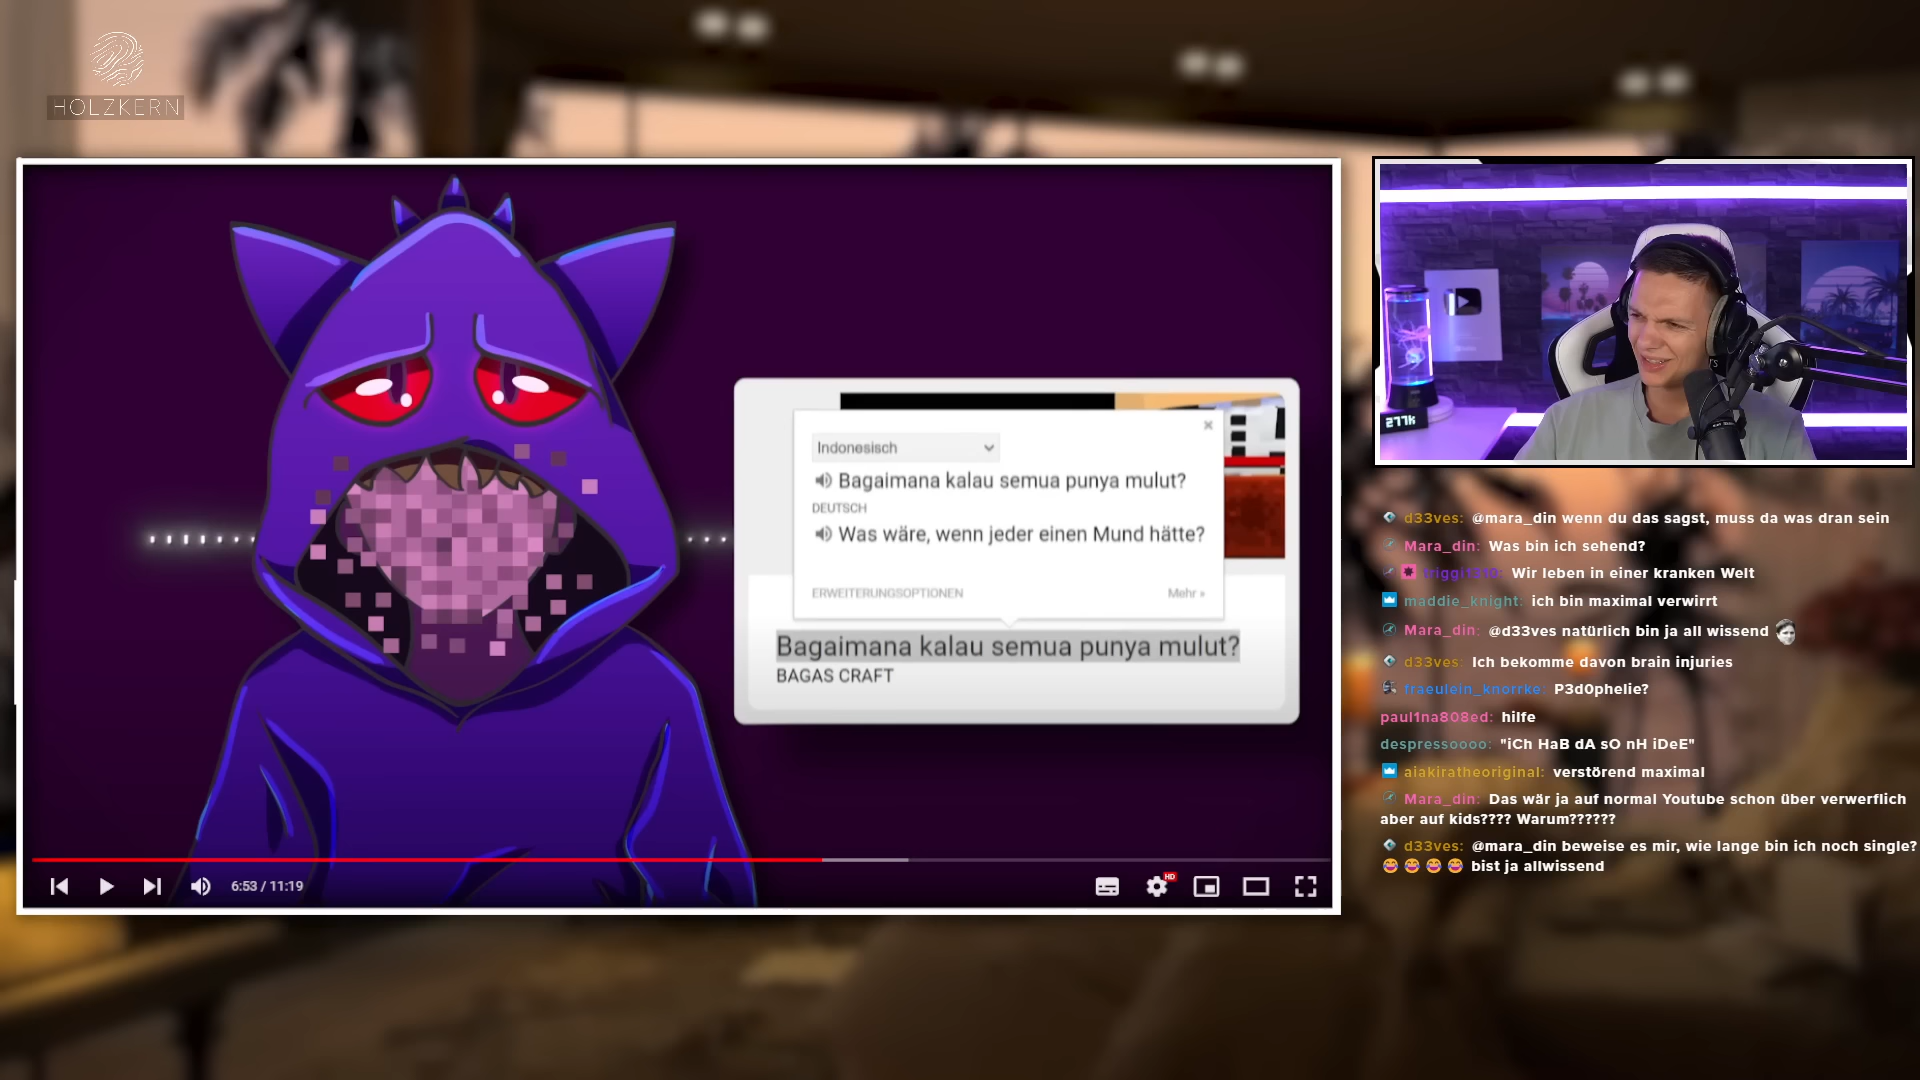 HOLZKERN
Indonesisch
Bagaimana kalau semua punya mulut?
DEUTSCH
Was wäre, wenn jeder einen Mund hätte?
ERWEITERUNGSOPTIONEN
Mehr »
Bagaimana kalau semua punya mulut?
BAGAS CRAFT
6:53 / 11:19
HD
277k
d33ves: @mara_din wenn du das sagst, muss da was dran sein
Mara_din: Was bin ich sehend?
Wir leben in einer kranken Welt
maddie_knight: ich bin maximal verwirrt
Mara_din: @d33ves natürlich bin ja all wissend
d33ves: Ich bekomme davon brain injuries
fraeulein_knorrke: P3d0phelie?
paul1na808ed: hilfe
despressoooo: "iCh HaB dA sO nH iDeE"
aiakiratheoriginal: verstörend maximal
Mara_din: Das wär ja auf normal Youtube schon über verwerflich
aber auf kids???? Warum??????
d33ves: @mara_din beweise es mir, wie lange bin ich noch single?
😂 😂 😂 😂 bist ja allwissend